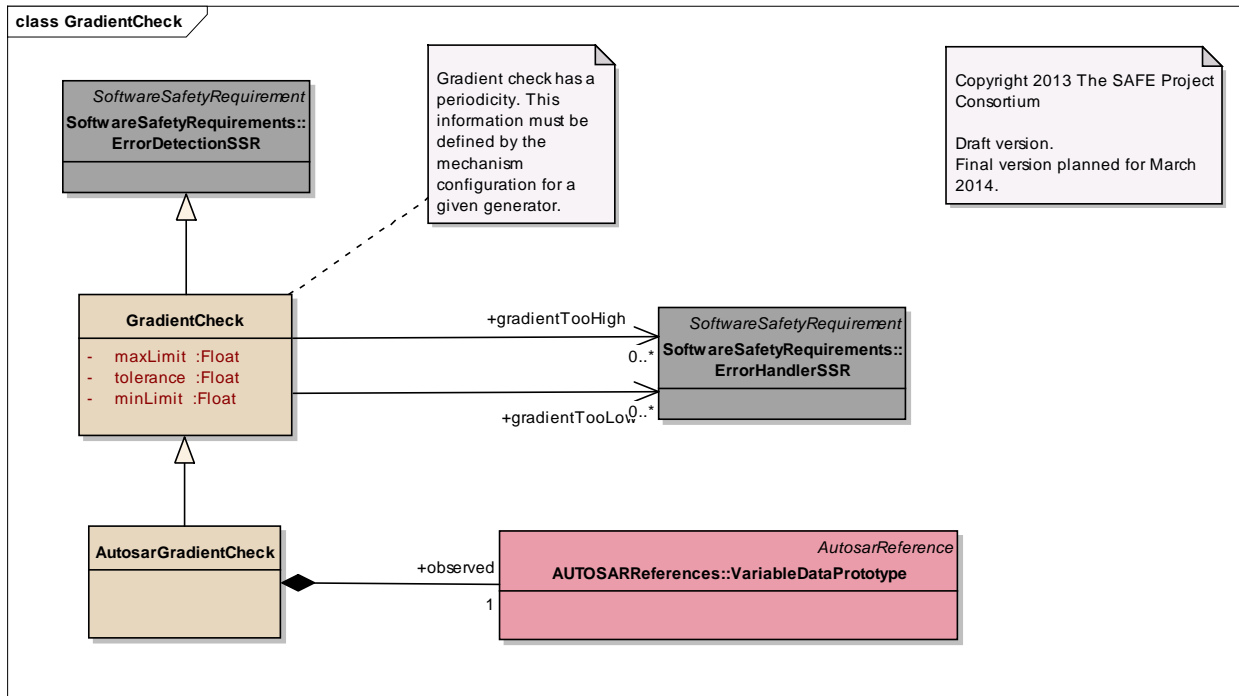 class GradientCheck
SoftwareSafetyRequirement
SoftwareSafetyRequirements::
ErrorDetectionSSR
Gradient check has a
periodicity. This
information must be
defined by the
mechanism
configuration for a
given generator.
Copyright 2013 The SAFE Project
Consortium
Draft version.
Final version planned for March
2014.
GradientCheck
- maxLimit :Float
- tolerance :Float
- minLimit :Float
+gradientTooHigh
0..*
+gradientTooLow
0..*
SoftwareSafetyRequirement
SoftwareSafetyRequirements::
ErrorHandlerSSR
AutosarGradientCheck
+observed
1
AutosarReference
AUTOSARReferences::VariableDataPrototype